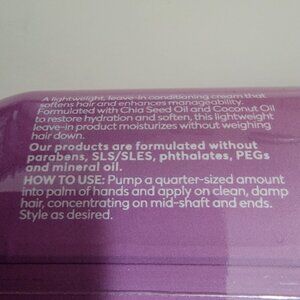 A lightweight, leave-in conditioning cream that
softens hair and enhances manageability.
Formulated with Chia Seed Oil and Coconut Oil
to restore hydration and soften, this lightweight
leave-in product moisturizes without weighing
hair down.
Our products are formulated without
parabens, SLS/SLES, phthalates, PEGs
and mineral oil.
HOW TO USE: Pump a quarter-sized amount
into palm of hands and apply on clean, damp
hair, concentrating on mid-shaft and ends.
Style as desired.